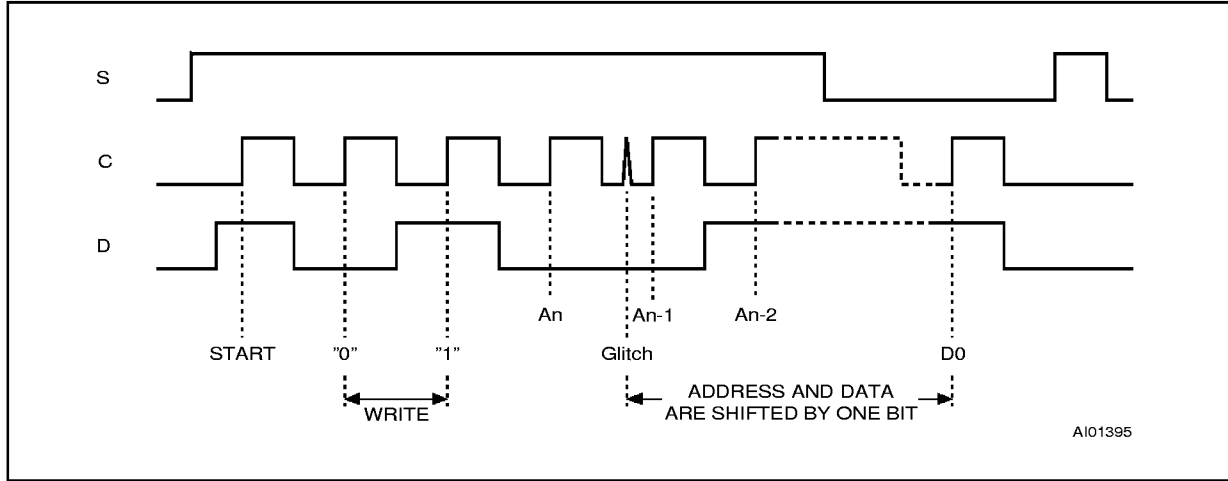 S
C
D
An
An-1
An-2
START
”0”
”1”
Glitch
D0
WRITE
ADDRESS AND DATA
ARE SHIFTED BY ONE BIT
AI01395